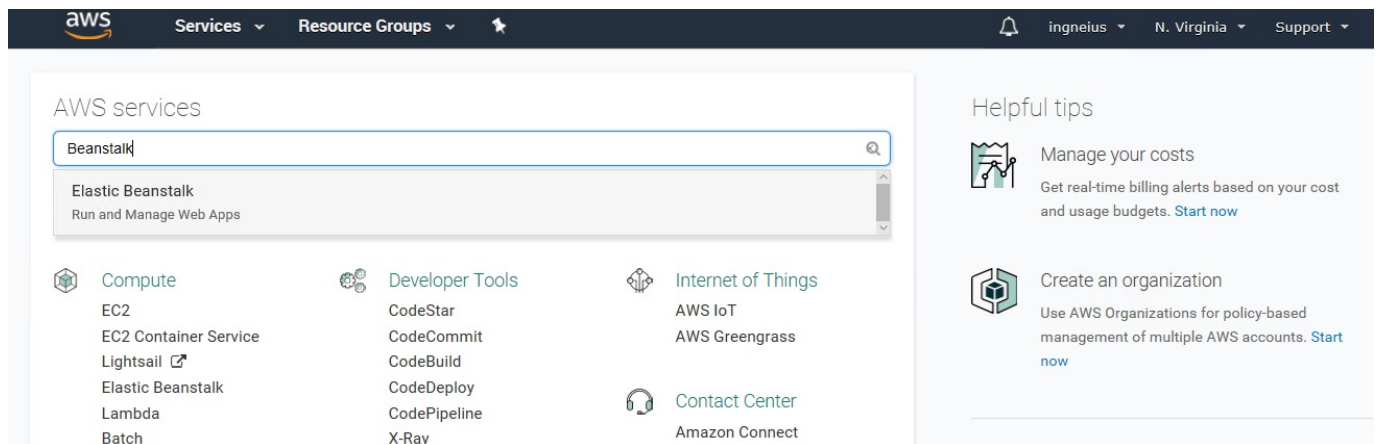 aws
Services
Resource Groups
ingneius
N. Virginia
Support
AWS services
Beanstalk
Elastic Beanstalk
Run and Manage Web Apps
Compute
EC2
EC2 Container Service
Lightsail
Elastic Beanstalk
Lambda
Batch
Developer Tools
CodeStar
CodeCommit
CodeBuild
CodeDeploy
CodePipeline
X-Ray
Internet of Things
AWS IoT
AWS Greengrass
Contact Center
Amazon Connect
Helpful tips
Manage your costs
Get real-time billing alerts based on your cost
and usage budgets. Start now
Create an organization
Use AWS Organizations for policy-based
management of multiple AWS accounts. Start
now